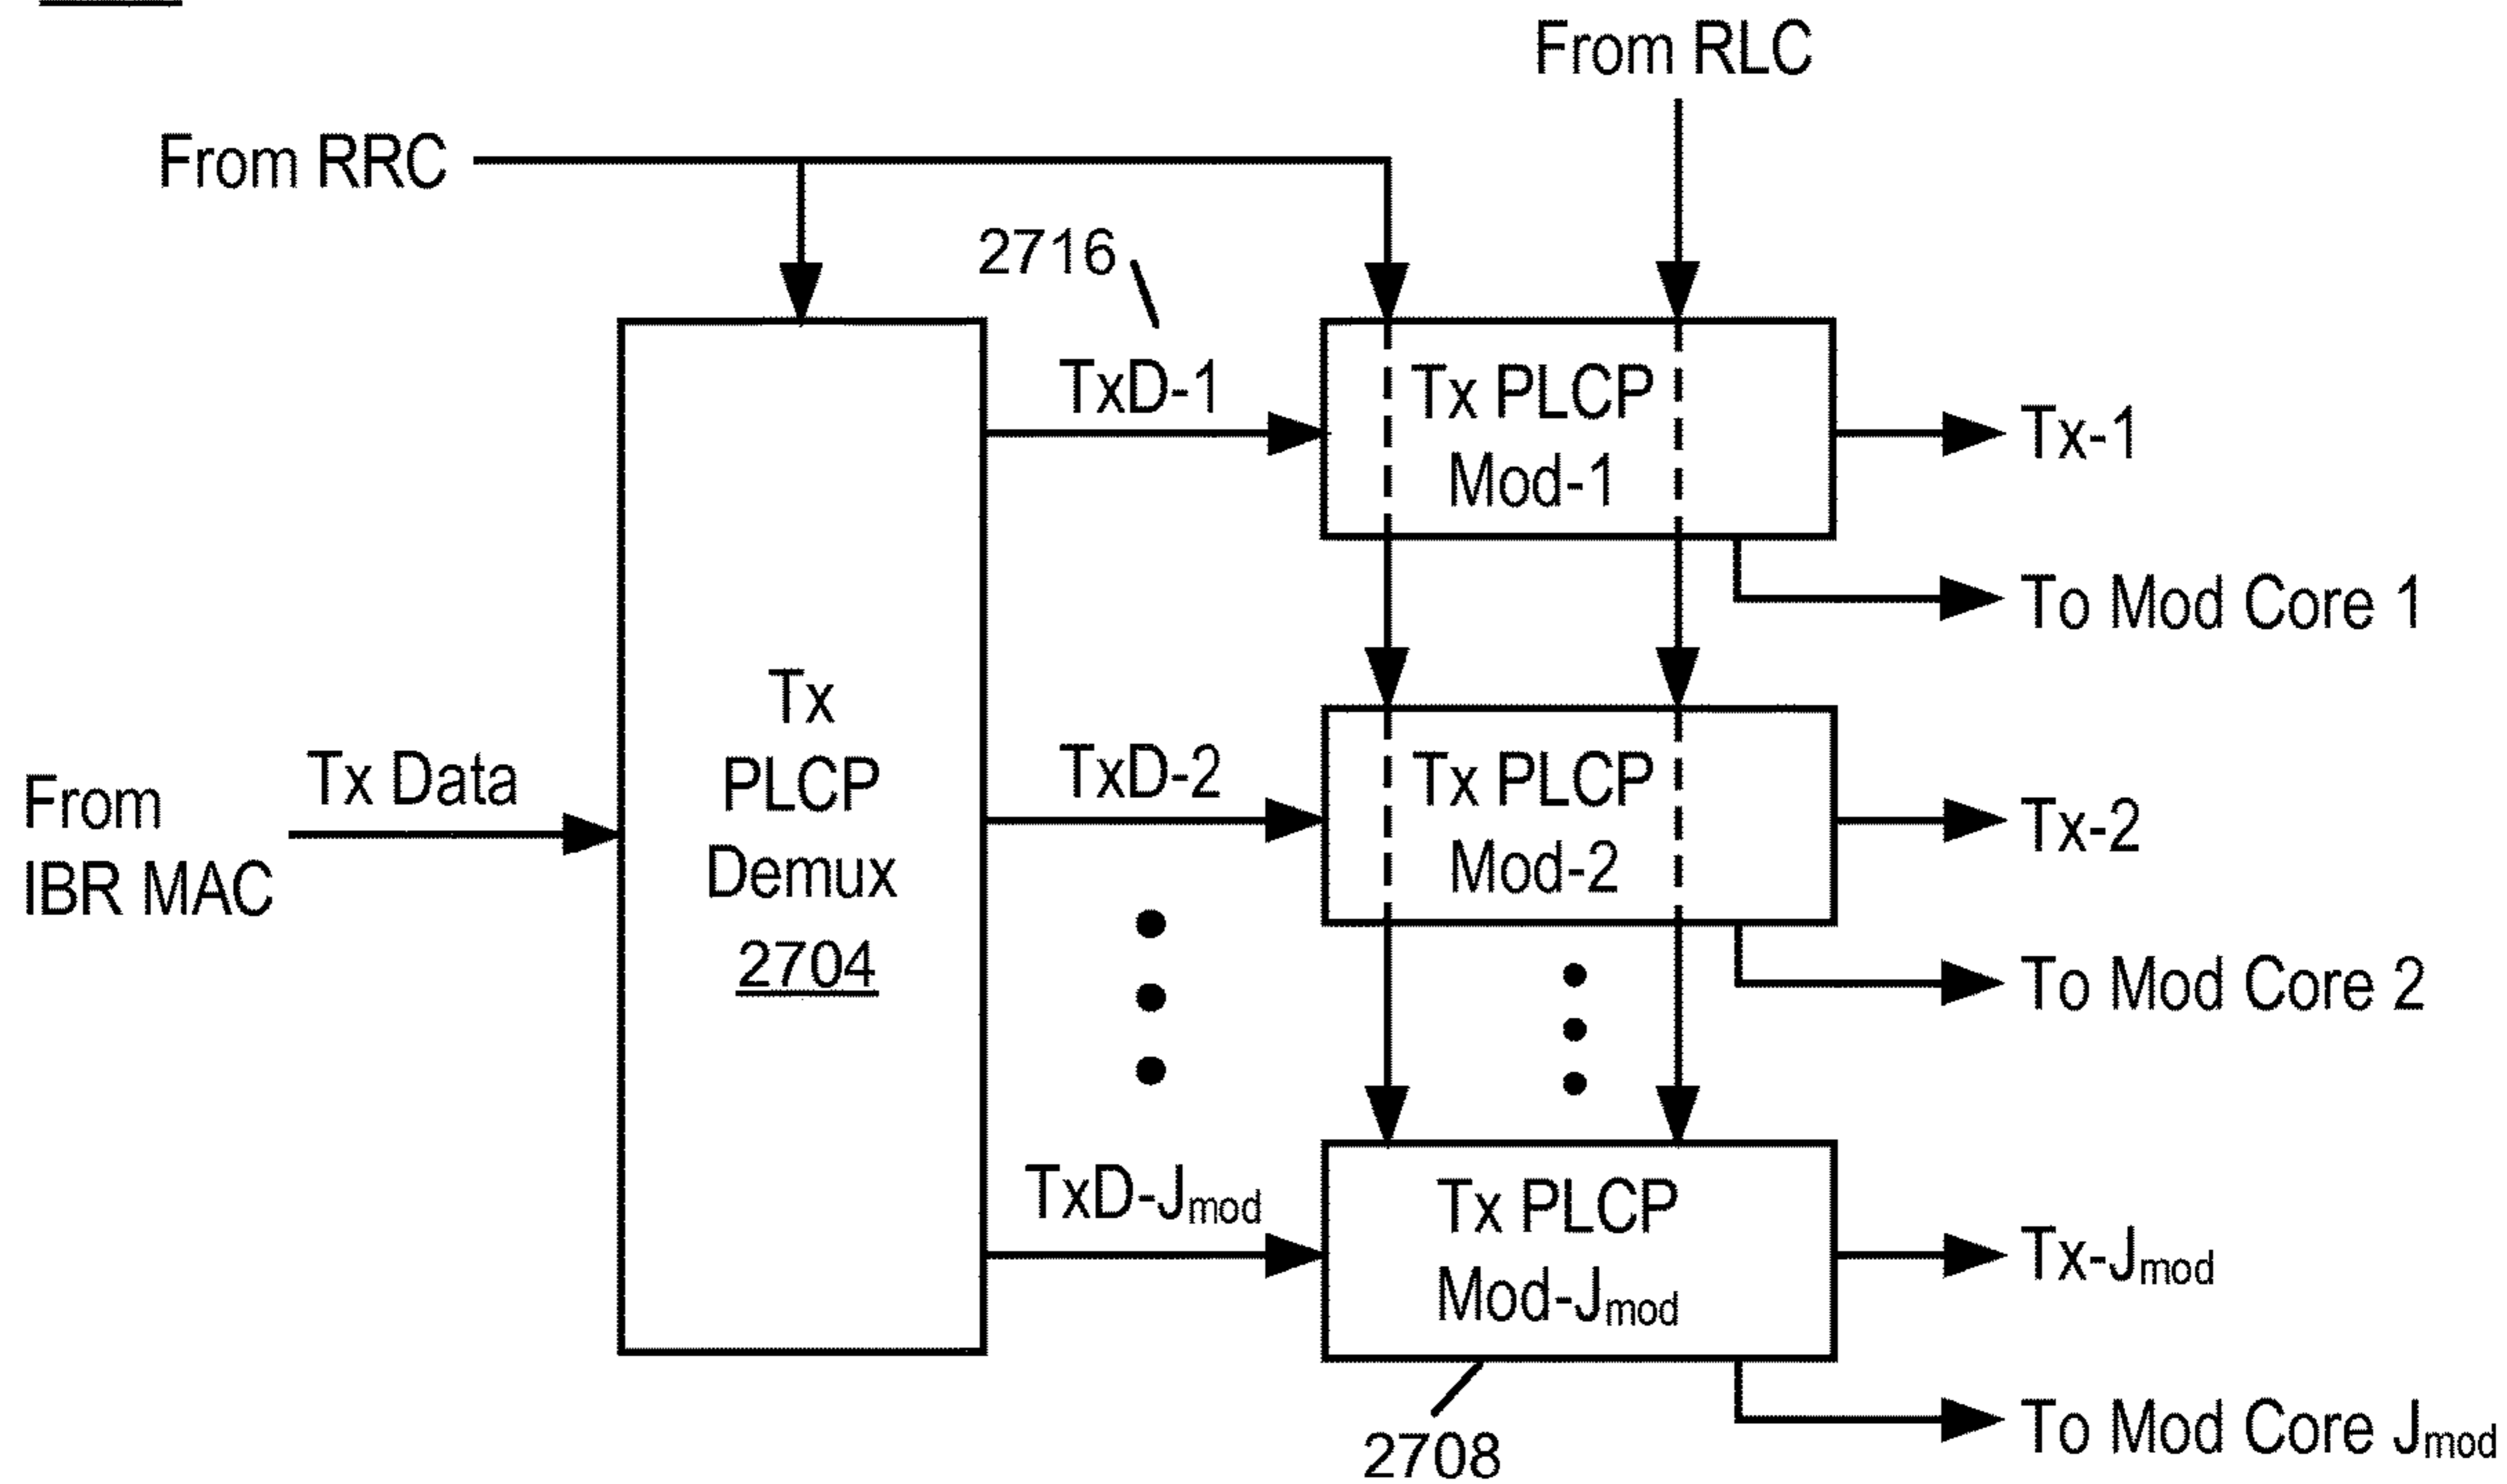 From RLC
From RRC
2716
TxD-1
Tx PLCP
Mod-1
Tx-1
To Mod Core 1
Tx
PLCP
Demux
2704
Tx Data
From
IBR MAC
TxD-2
Tx PLCP
Mod-2
Tx-2
To Mod Core 2
TxD-Jmod
Tx PLCP
Mod-Jmod
Tx-Jmod
To Mod Core Jmod
2708